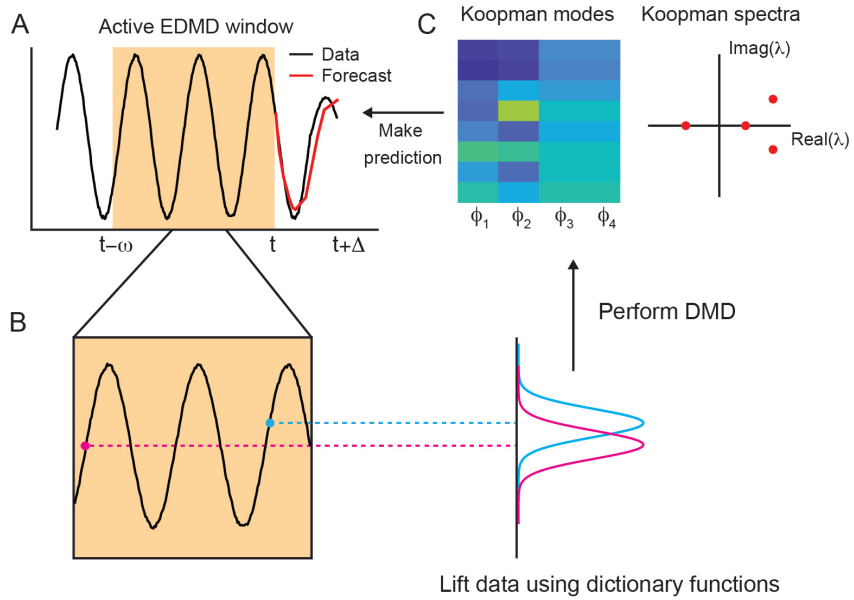 A
Active EDMD window
Data
Forecast
t−ω
t
t+Δ
Make
prediction
C
Koopman modes
ϕ1
ϕ2
ϕ3
ϕ4
Koopman spectra
Imag(λ)
Real(λ)
B
Perform DMD
Lift data using dictionary functions